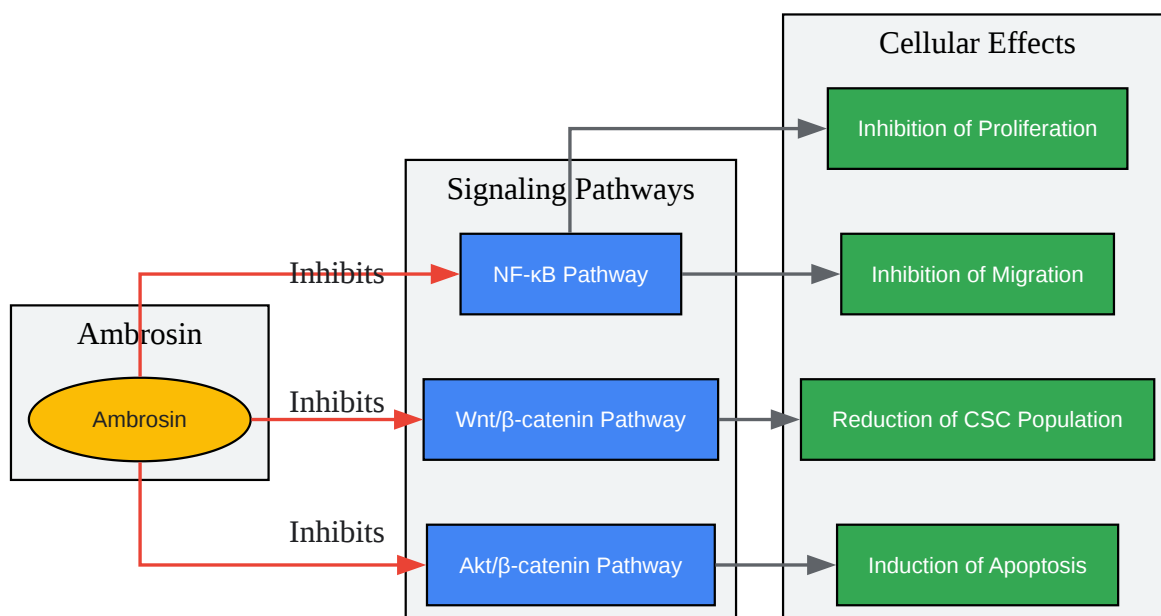 Cellular Effects
Inhibition of Proliferation
Signaling Pathways
Inhibits
NF-κB Pathway
Inhibition of Migration
Ambrosin
Ambrosin
Inhibits
Wnt/β-catenin Pathway
Reduction of CSC Population
Inhibits
Akt/β-catenin Pathway
Induction of Apoptosis